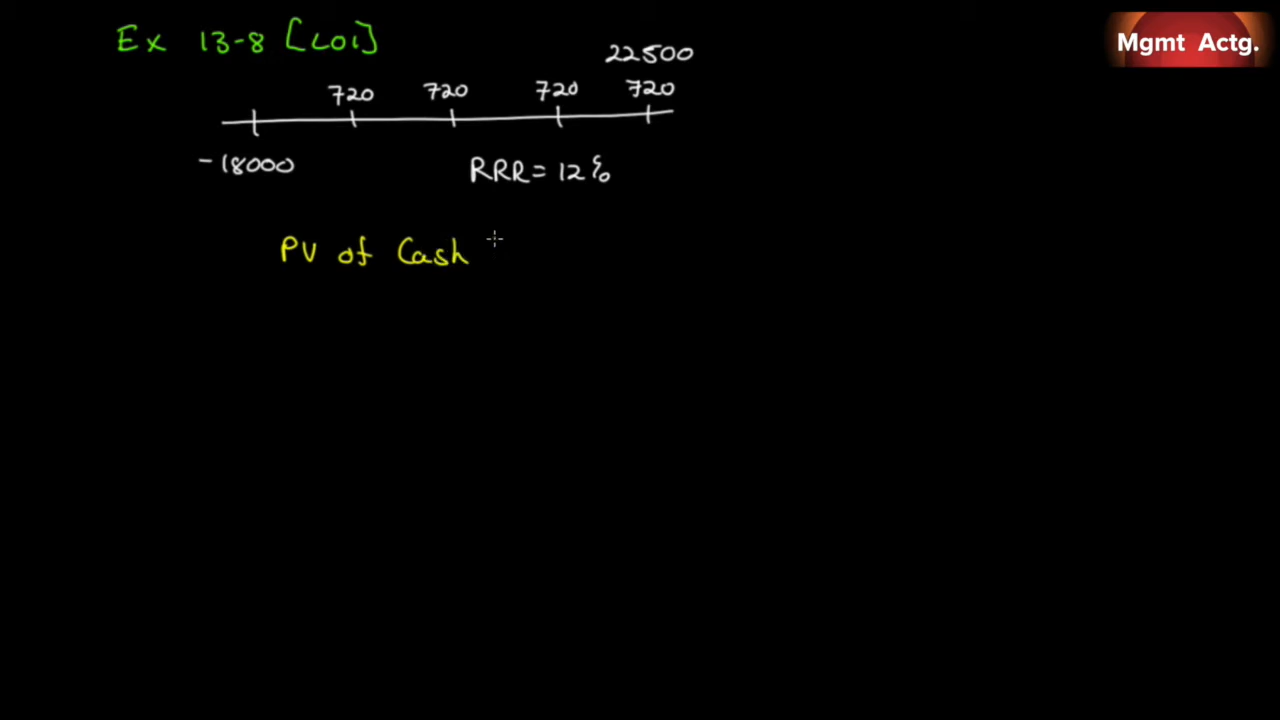 Ex 13-8 [LO1]
Mgmt Actg.
22500
720 720 720 720
-18000 RRR = 12%
PV of Cash